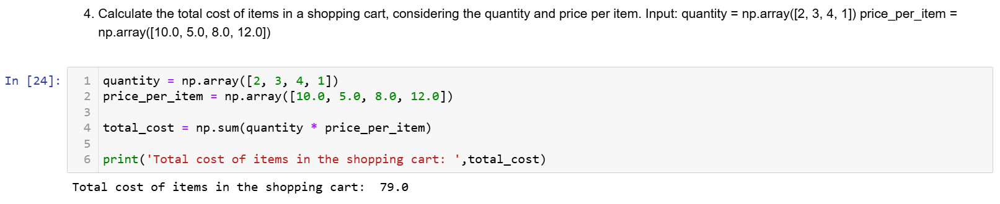 4. Calculate the total cost of items in a shopping cart, considering the quantity and price per item. Input: quantity = np.array([2, 3, 4, 1]) price_per_item =
np.array([10.0, 5.0, 8.0, 12.0])
In [24]:
1 quantity = np.array([2, 3, 4, 1])
2 price_per_item = np.array([10.0, 5.0, 8.0, 12.0])
3
4 total_cost = np.sum(quantity * price_per_item)
5
6 print('Total cost of items in the shopping cart: ',total_cost)
Total cost of items in the shopping cart:  79.0